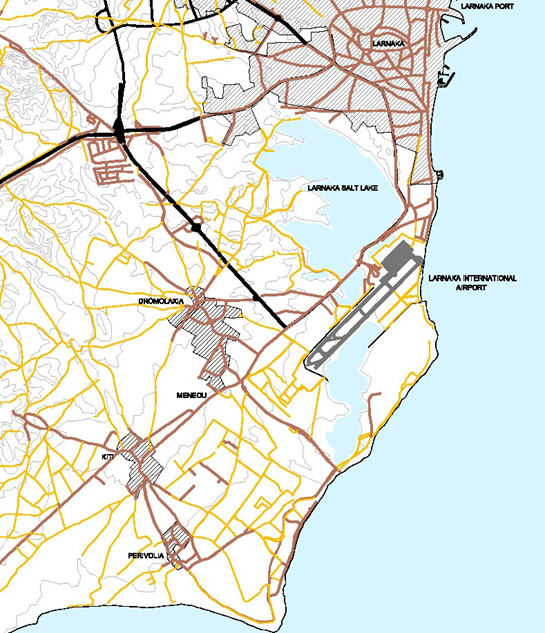 LARNAKA PORT
LARNAKA
LARNAKA SALT LAKE
LARNAKA INTERNATIONAL
AIRPORT
DROMOLAXIA
MENEOU
KITI
PERIVOLIA